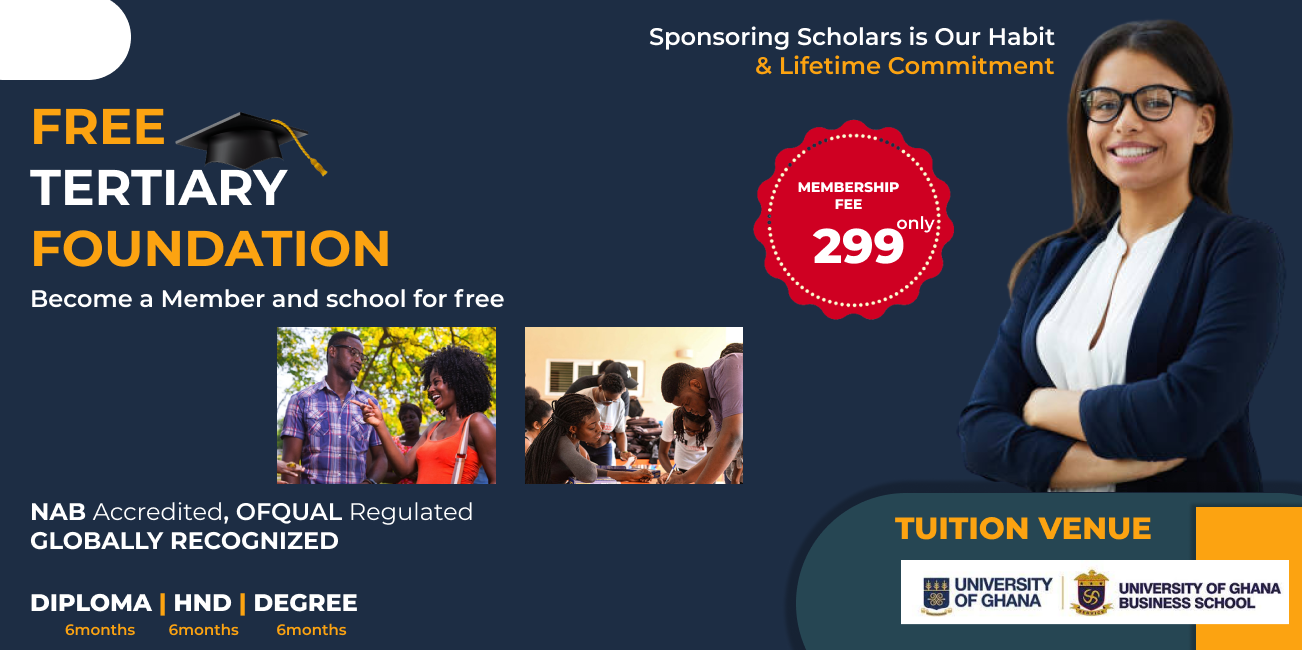 Sponsoring Scholars is Our Habit
& Lifetime Commitment
FREE
TERTIARY
FOUNDATION
Become a Member and school for free
MEMBERSHIP
FEE
only
299
NAB Accredited, OFQUAL Regulated
GLOBALLY RECOGNIZED
DIPLOMA | HND | DEGREE
6months 6months 6months
TUITION VENUE
UNIVERSITY
OF GHANA
UNIVERSITY OF GHANA
BUSINESS SCHOOL